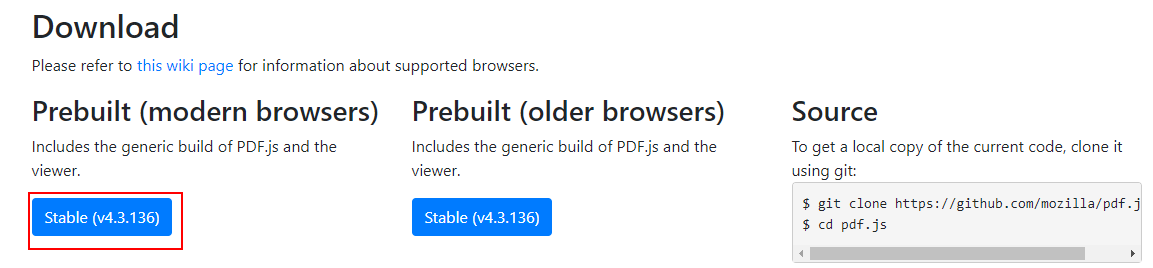 Download
Please refer to this wiki page for information about supported browsers.
Prebuilt (modern browsers)
Includes the generic build of PDF.js and the
viewer.
Stable (v4.3.136)
Prebuilt (older browsers)
Includes the generic build of PDF.js and the
viewer.
Stable (v4.3.136)
Source
To get a local copy of the current code, clone it
using git:
$ git clone https://github.com/mozilla/pdf.j
$ cd pdf.js